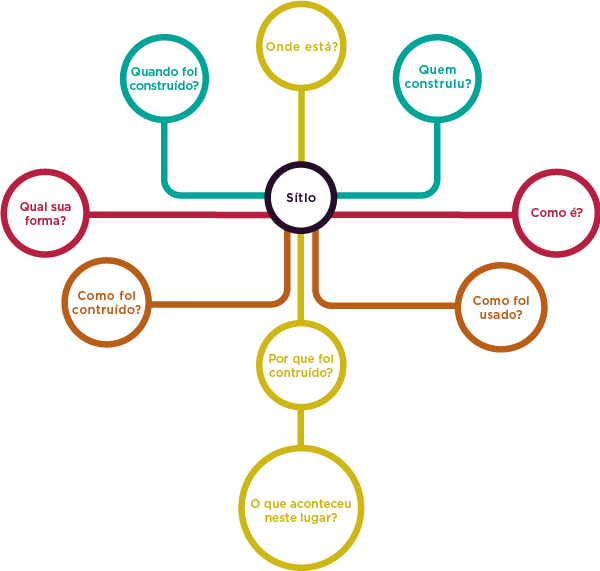 Onde está?
Quando foi
construído?
Quem
construiu?
Sítio
Qual sua
forma?
Como é?
Como foi
contruído?
Como foi
usado?
Por que foi
contruído?
O que aconteceu
neste lugar?